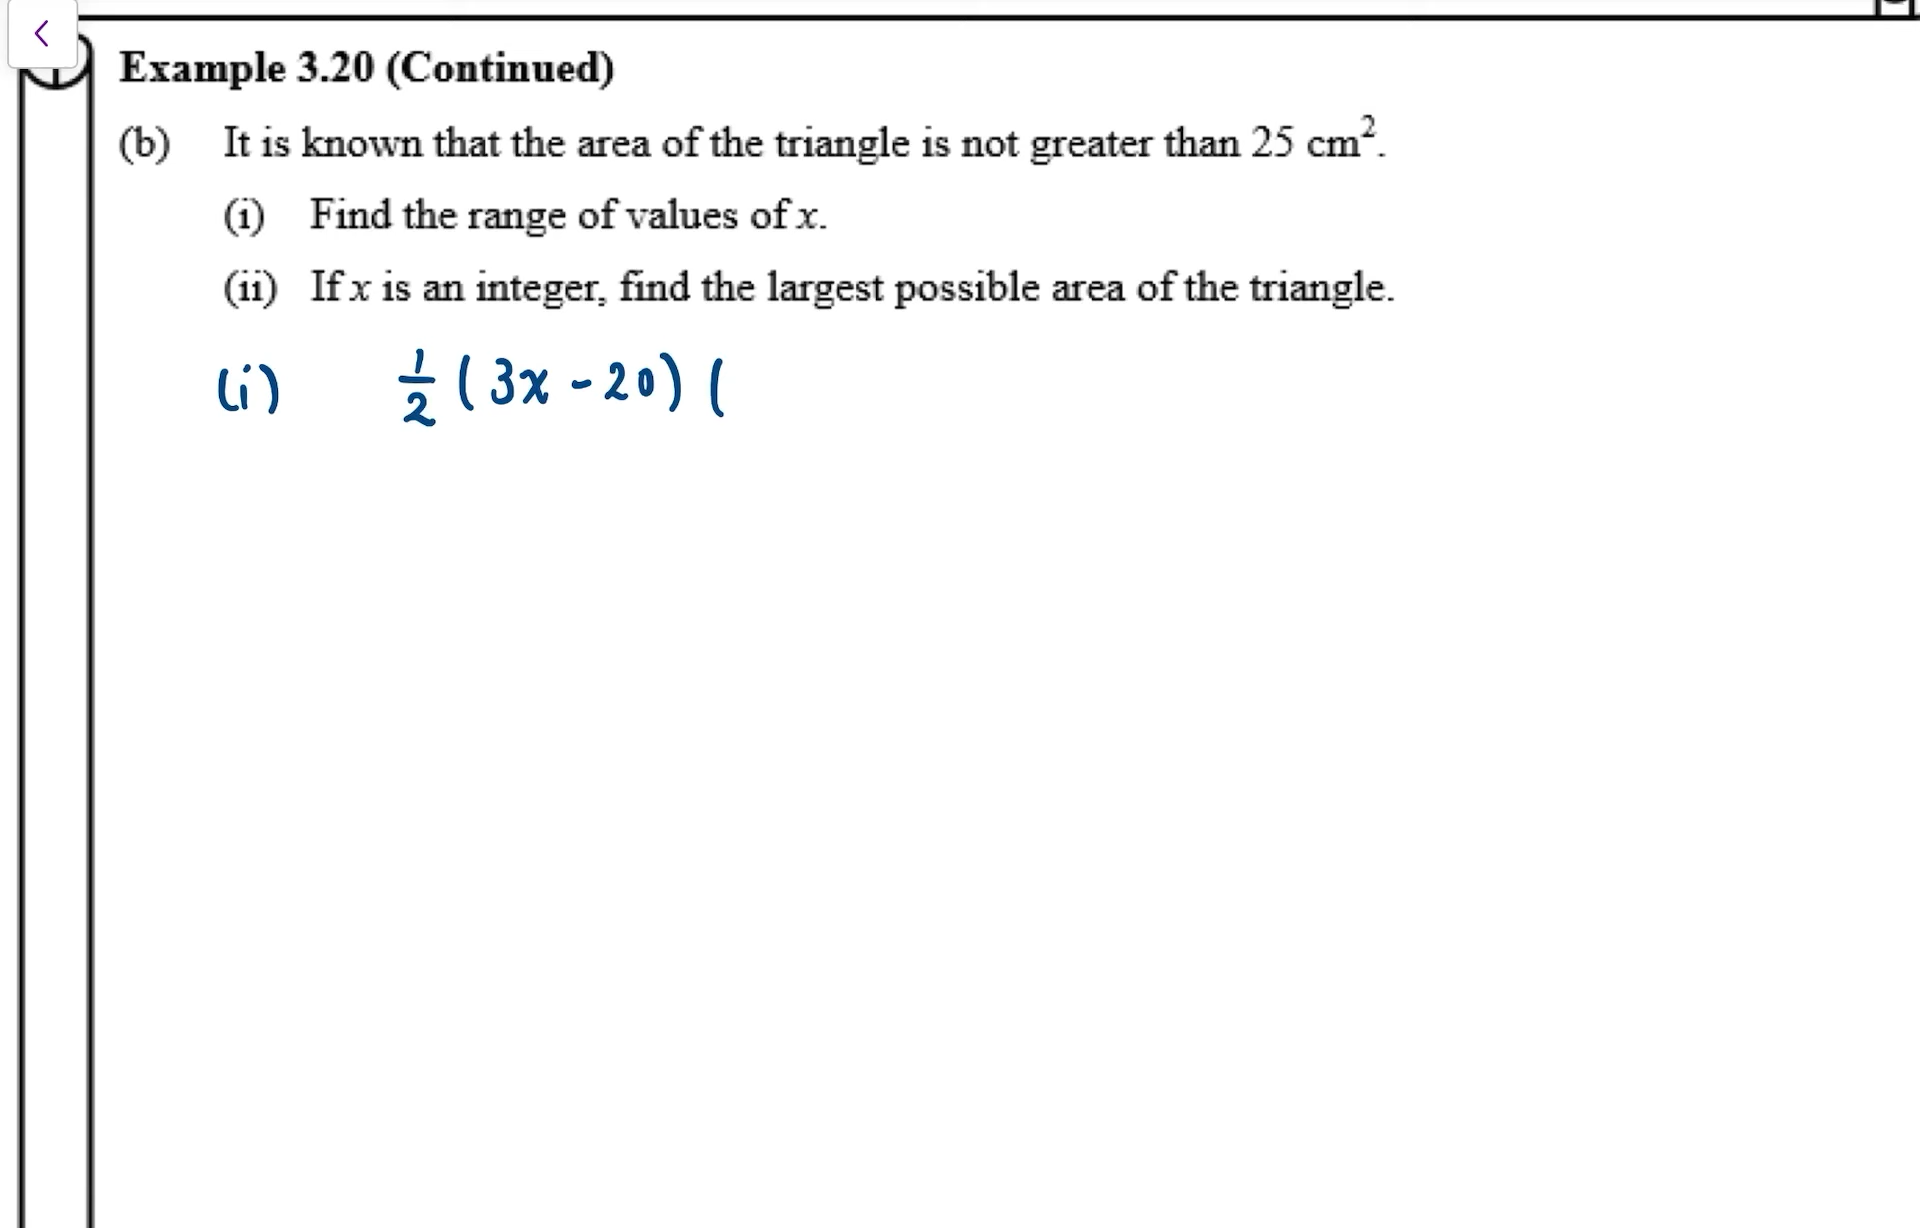 Example 3.20 (Continued)
(b) It is known that the area of the triangle is not greater than 25 cm².
(i) Find the range of values of x.
(ii) If x is an integer, find the largest possible area of the triangle.
(i) 1/2 (3x - 20) (